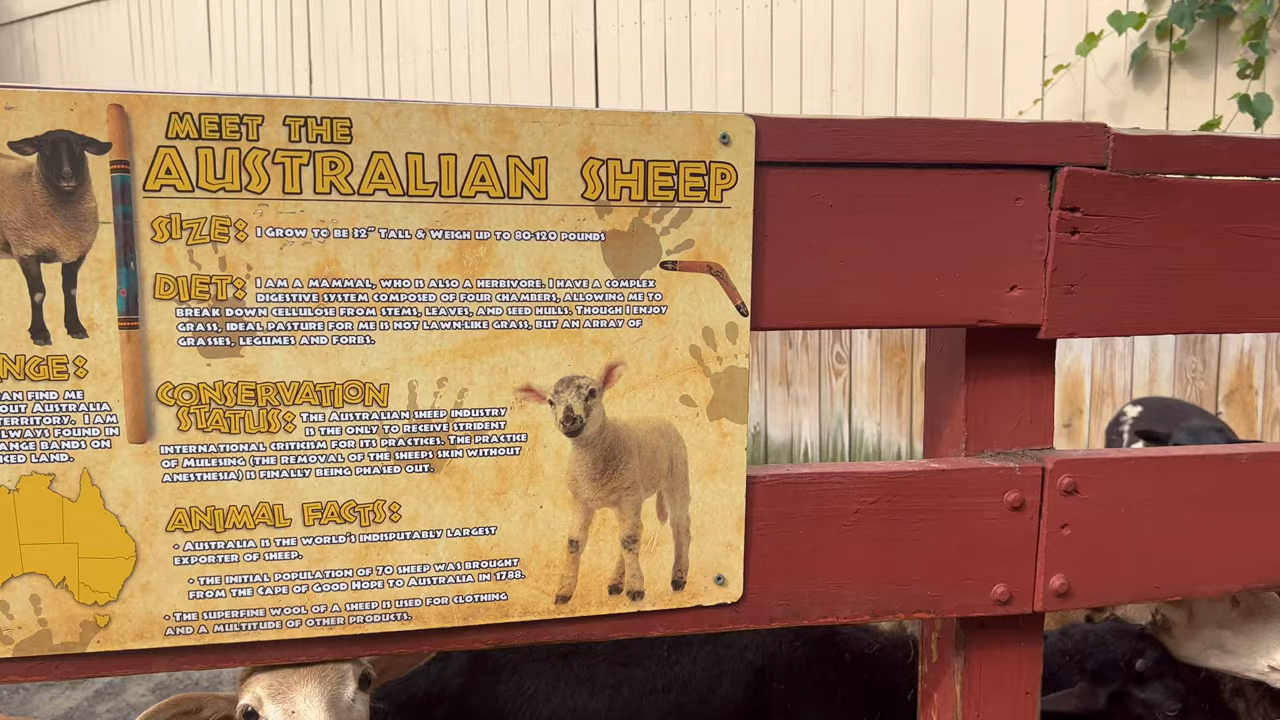 MEET THE
AUSTRALIAN SHEEP
SIZE: I GROW TO BE 32" TALL & WEIGH UP TO 80-120 POUNDS
DIET: I AM A MAMMAL, WHO IS ALSO A HERBIVORE. I HAVE A COMPLEX
DIGESTIVE SYSTEM COMPOSED OF FOUR CHAMBERS, ALLOWING ME TO
BREAK DOWN CELLULOSE FROM STEMS, LEAVES, AND SEED HULLS. THOUGH I ENJOY
GRASS, IDEAL PASTURE FOR ME IS NOT LAWN-LIKE GRASS, BUT AN ARRAY OF
GRASSES, LEGUMES AND FORBS.
NGE:
AN FIND ME
OUT AUSTRALIA
TERRITORY. I AM
LWAYS FOUND IN
ANGE BANDS ON
CED LAND.
CONSERVATION
STATUS: THE AUSTRALIAN SHEEP INDUSTRY
IS THE ONLY TO RECEIVE STRIDENT
INTERNATIONAL CRITICISM FOR ITS PRACTICES. THE PRACTICE
OF MULESING (THE REMOVAL OF THE SHEEPS SKIN WITHOUT
ANESTHESIA) IS FINALLY BEING PHASED OUT.
ANIMAL FACTS:
• AUSTRALIA IS THE WORLD'S INDISPUTABLY LARGEST
EXPORTER OF SHEEP.
• THE INITIAL POPULATION OF 70 SHEEP WAS BROUGHT
FROM THE CAPE OF GOOD HOPE TO AUSTRALIA IN 1788.
• THE SUPERFINE WOOL OF A SHEEP IS USED FOR CLOTHING
AND A MULTITUDE OF OTHER PRODUCTS.